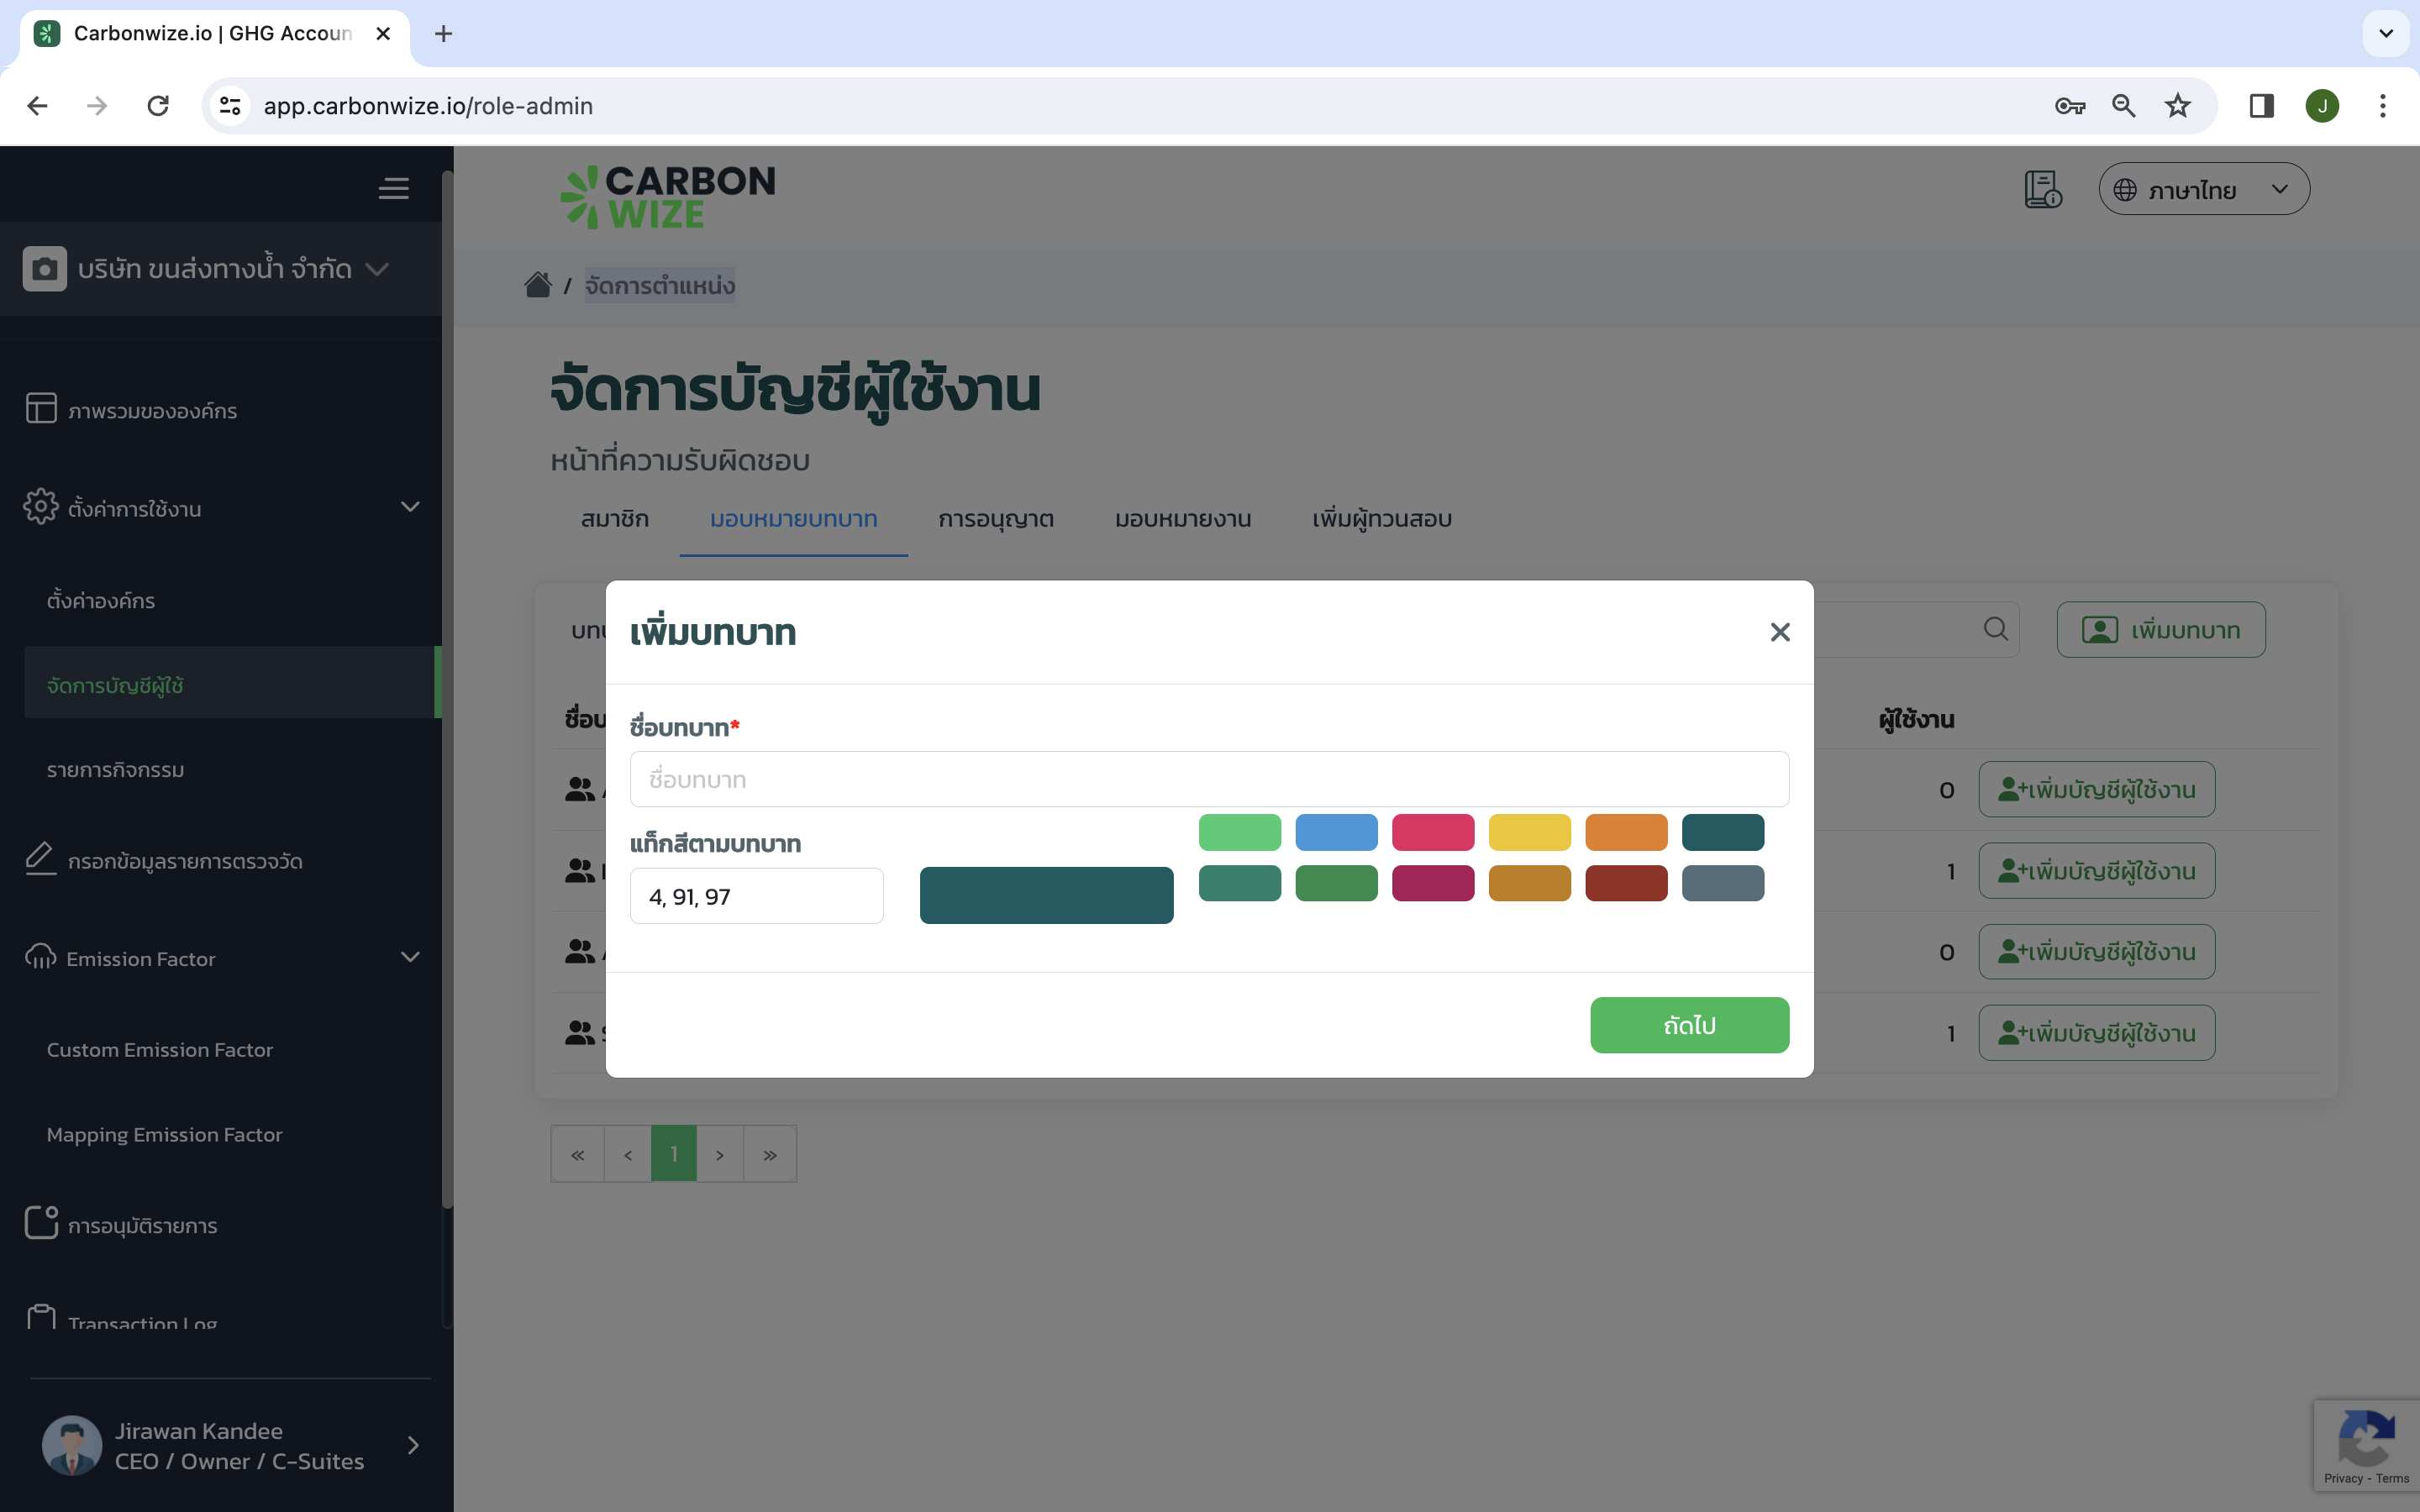 Carbonwize.io | GHG Accoun
app.carbonwize.io/role-admin
J
บริษัท ขนส่งทางน้ำ จำกัด
ภาพรวมขององค์กร
ตั้งค่าการใช้งาน
ตั้งค่าองค์กร
จัดการบัญชีผู้ใช้
รายการกิจกรรม
กรอกข้อมูลรายการตรวจวัด
Emission Factor
Custom Emission Factor
Mapping Emission Factor
การอนุมัติรายการ
Transaction Log
Jirawan Kandee
CEO / Owner / C-Suites
CARBON
WIZE
ภาษาไทย
/ จัดการตำแหน่ง
จัดการบัญชีผู้ใช้งาน
หน้าที่ความรับผิดชอบ
สมาชิก มอบหมายบทบาท การอนุญาต มอบหมายงาน เพิ่มผู้ทวนสอบ
เพิ่มบทบาท
ผู้ใช้งาน
0 เพิ่มบัญชีผู้ใช้งาน
1 เพิ่มบัญชีผู้ใช้งาน
0 เพิ่มบัญชีผู้ใช้งาน
1 เพิ่มบัญชีผู้ใช้งาน
เพิ่มบทบาท
ชื่อบทบาท*
ชื่อบทบาท
แท็กสีตามบทบาท
4, 91, 97
ถัดไป
« < 1 > »
Privacy - Terms